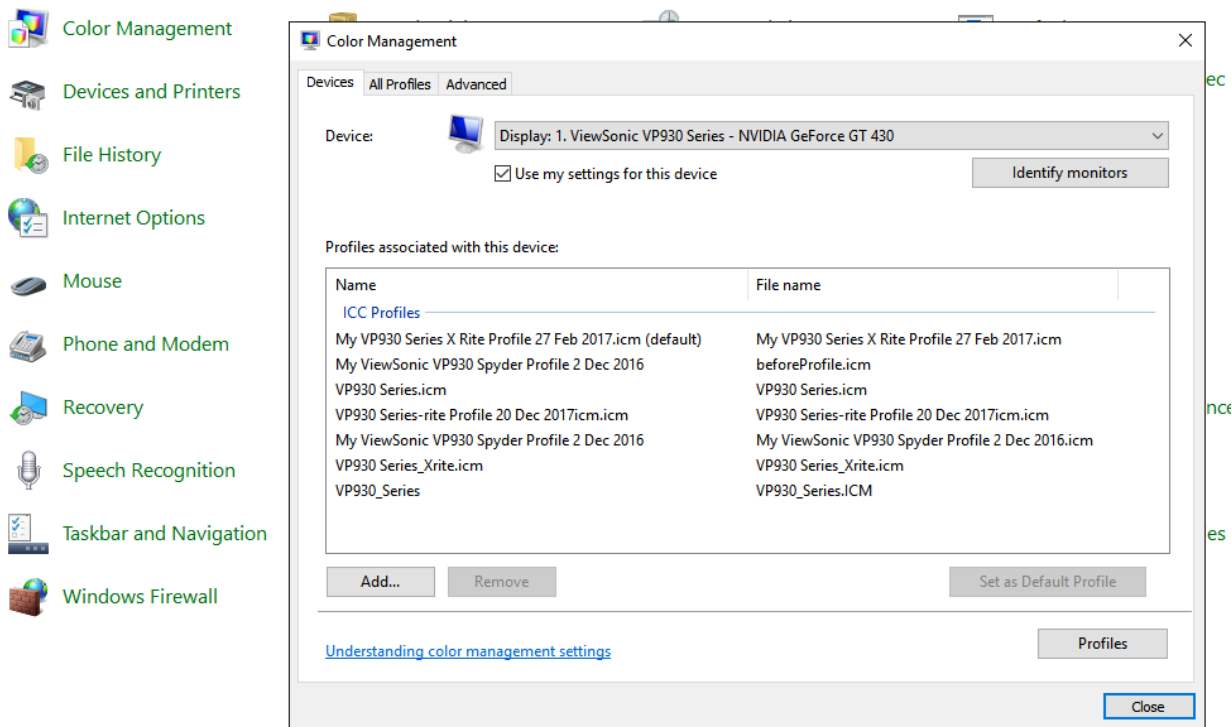 Color Management
Devices and Printers
File History
Internet Options
Mouse
Phone and Modem
Recovery
Speech Recognition
Taskbar and Navigation
Windows Firewall
Color Management
Devices
All Profiles
Advanced
Device:
Display: 1. ViewSonic VP930 Series - NVIDIA GeForce GT 430
Use my settings for this device
Identify monitors
Profiles associated with this device:
Name File name
ICC Profiles
My VP930 Series X Rite Profile 27 Feb 2017.icm (default) My VP930 Series X Rite Profile 27 Feb 2017.icm
My ViewSonic VP930 Spyder Profile 2 Dec 2016 beforeProfile.icm
VP930 Series.icm VP930 Series.icm
VP930 Series-rite Profile 20 Dec 2017icm.icm VP930 Series-rite Profile 20 Dec 2017icm.icm
My ViewSonic VP930 Spyder Profile 2 Dec 2016 My ViewSonic VP930 Spyder Profile 2 Dec 2016.icm
VP930 Series_Xrite.icm VP930 Series_Xrite.icm
VP930_Series VP930_Series.ICM
Add... Remove Set as Default Profile
Understanding color management settings
Profiles
Close